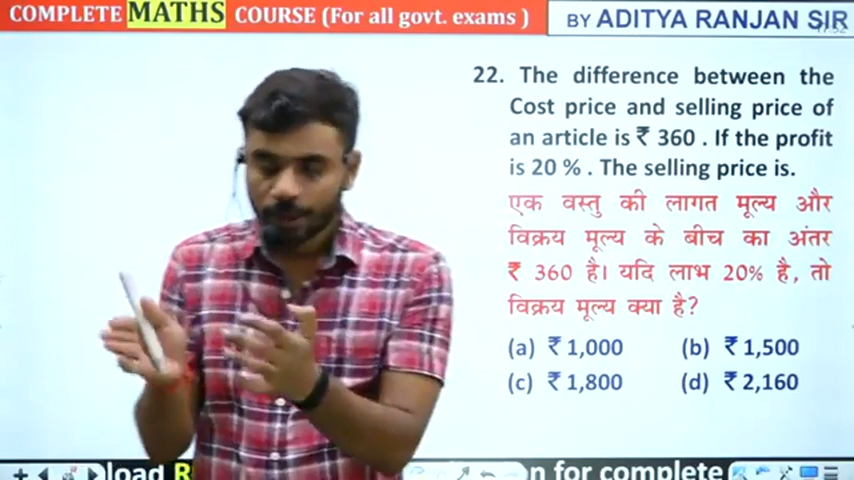 COMPLETE MATHS COURSE (For all govt. exams )
BY ADITYA RANJAN SIR
22. The difference between the
Cost price and selling price of
an article is ₹ 360 . If the profit
is 20 % . The selling price is.
एक वस्तु की लागत मूल्य और
विक्रय मूल्य के बीच का अंतर
₹ 360 है। यदि लाभ 20% है, तो
विक्रय मूल्य क्या है?
(a) ₹ 1,000 (b) ₹ 1,500
(c) ₹ 1,800 (d) ₹ 2,160
load
n for complete